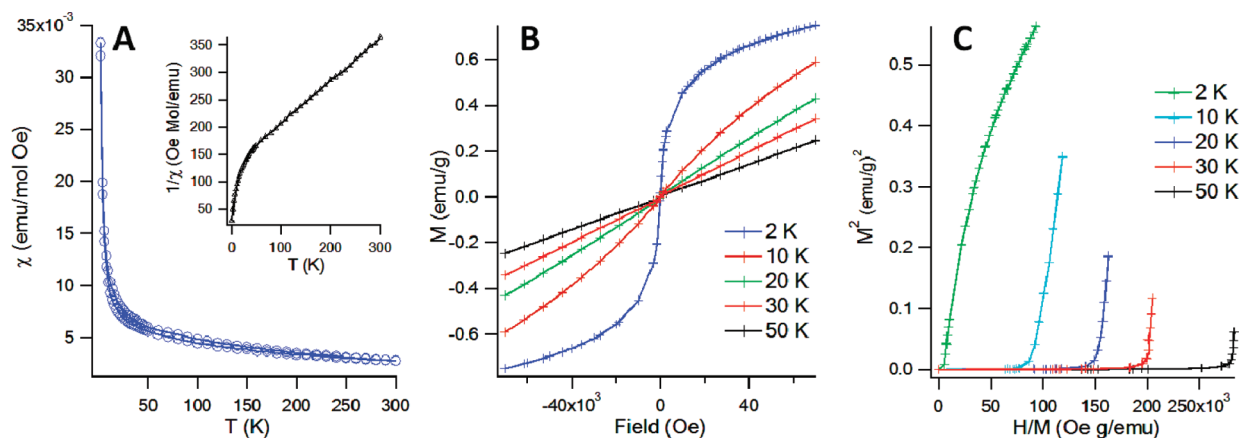 A
35x10-3
30
25
20
15
10
5
χ (emu/mol Oe)
50 100 150 200 250 300
T (K)
350
300
250
200
150
100
50
1/χ (Oe Mol/emu)
0 100 200 300
T (K)
B
0.6
0.4
0.2
0.0
-0.2
-0.4
-0.6
M (emu/g)
-40x10³ 0 40
Field (Oe)
2 K
10 K
20 K
30 K
50 K
C
0.5
0.4
0.3
0.2
0.1
0.0
M² (emu/g)²
0 50 100 150 200 250x10³
H/M (Oe g/emu)
2 K
10 K
20 K
30 K
50 K